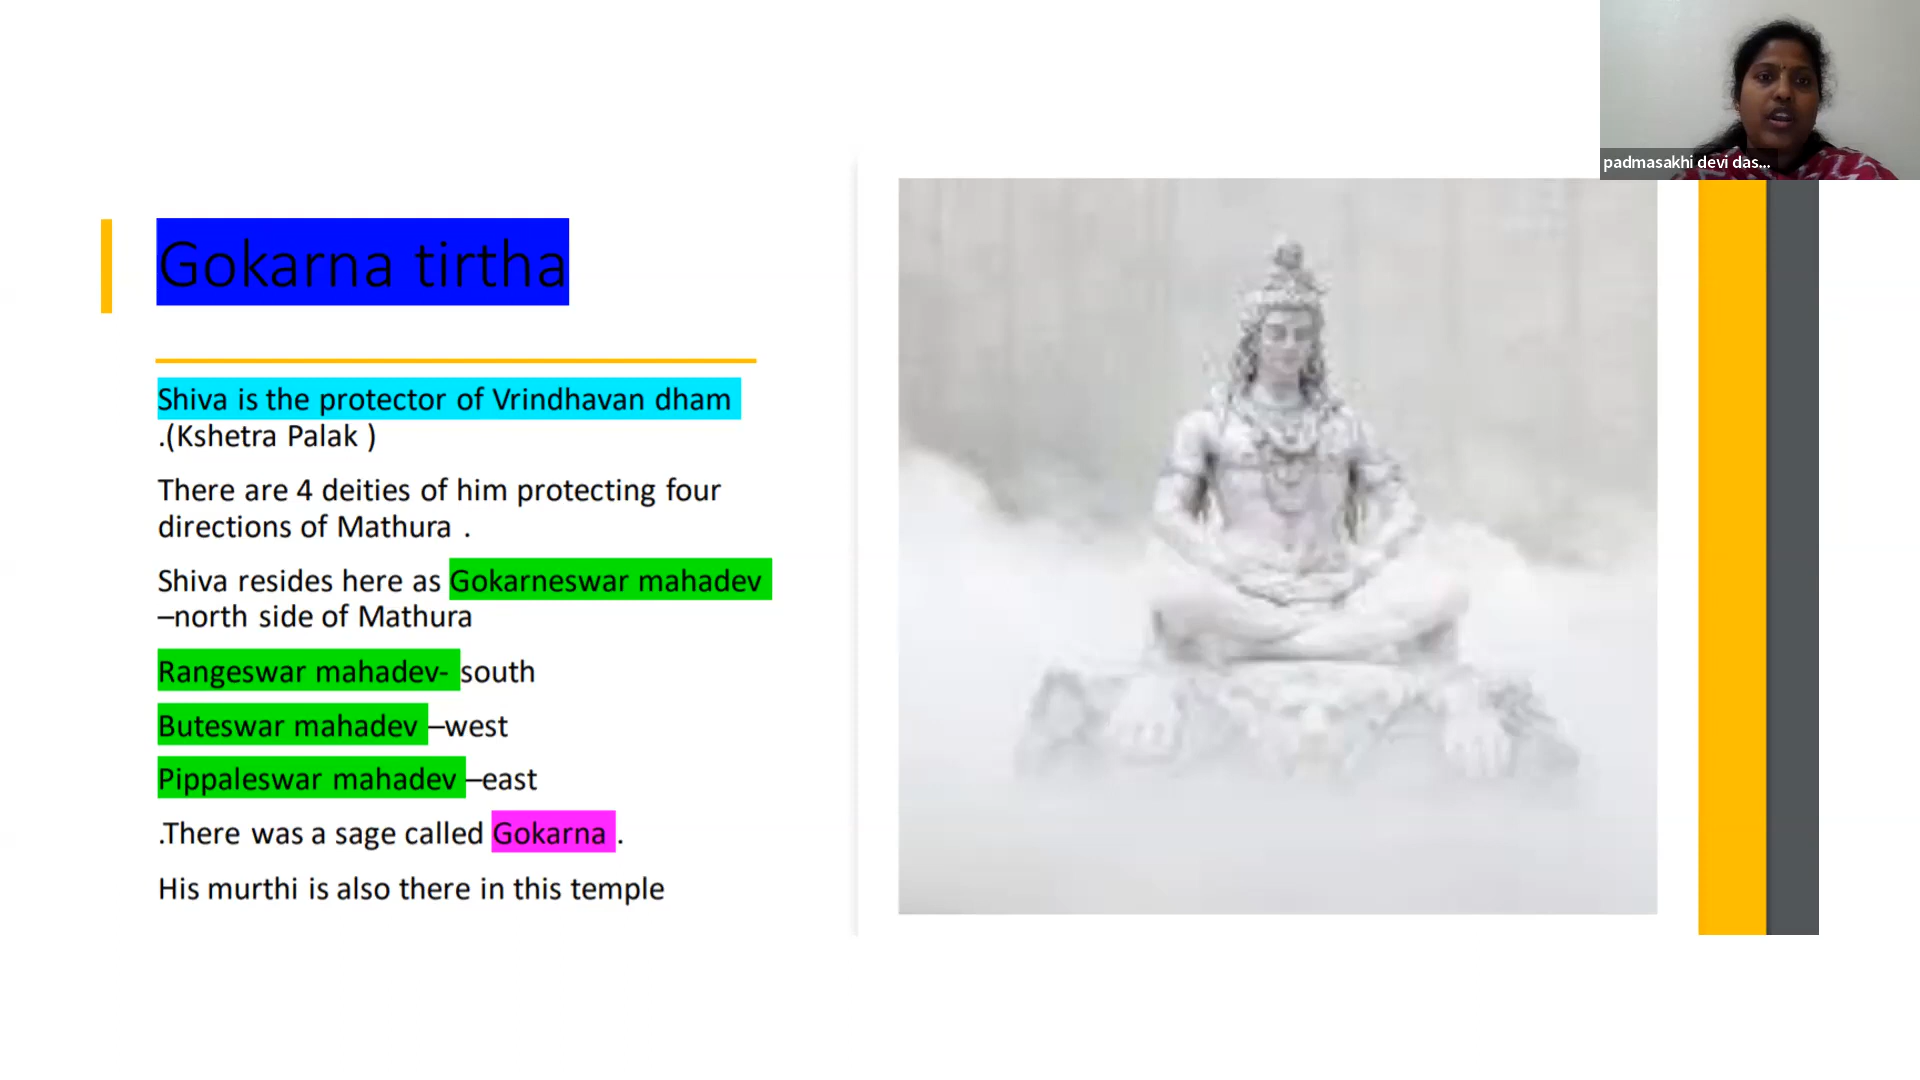 padmasakhi devi das...
Gokarna tirtha
Shiva is the protector of Vrindhavan dham
.(Kshetra Palak )
There are 4 deities of him protecting four
directions of Mathura .
Shiva resides here as Gokarneswar mahadev
–north side of Mathura
Rangeswar mahadev- south
Buteswar mahadev –west
Pippaleswar mahadev –east
.There was a sage called Gokarna .
His murthi is also there in this temple